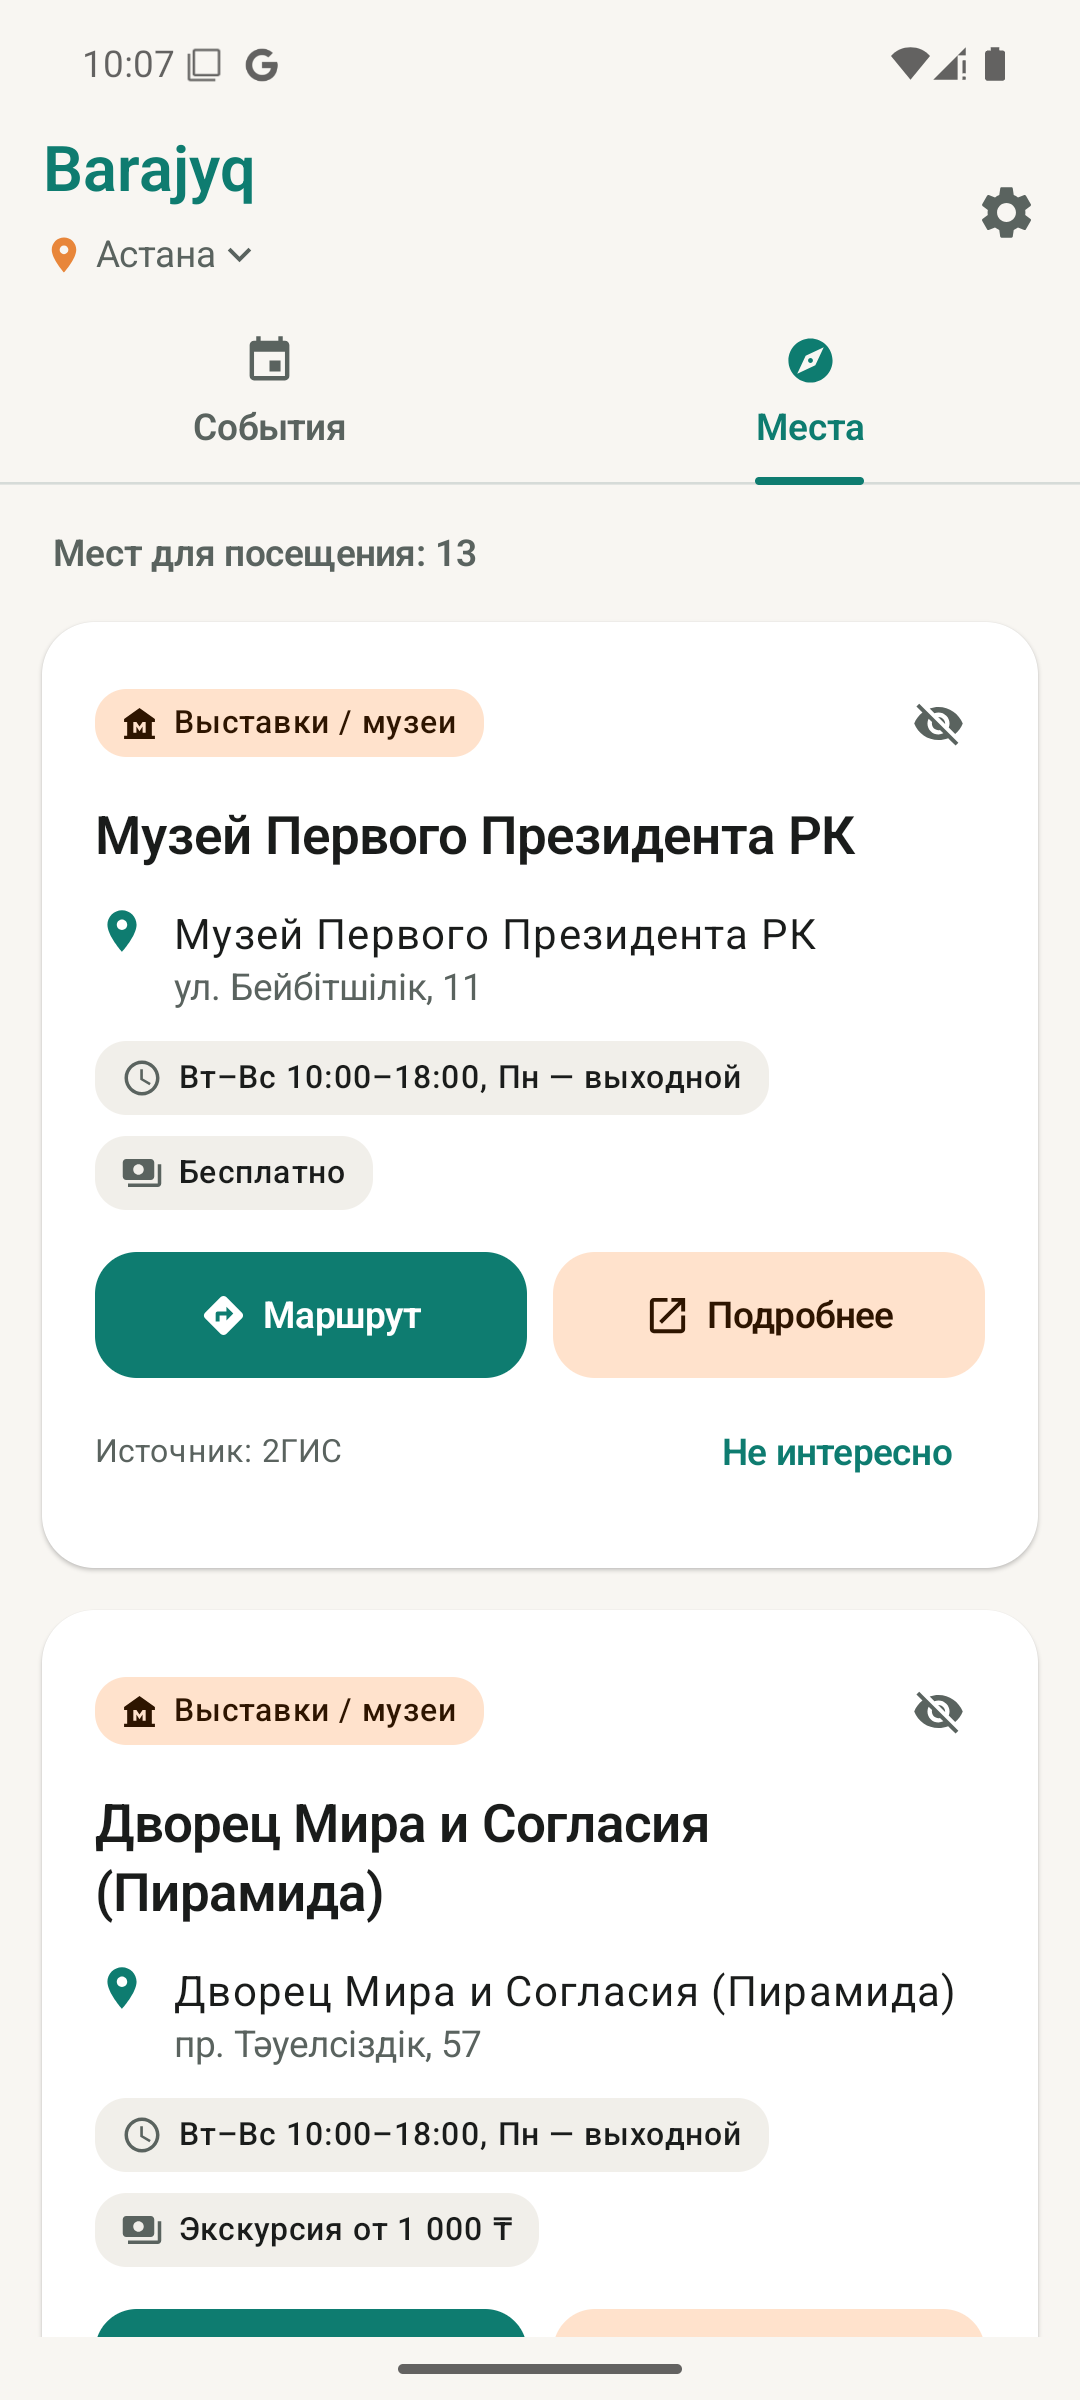 10:07
Barajyq
Астана
События
Места
Мест для посещения: 13
Выставки / музеи
Музей Первого Президента РК
Музей Первого Президента РК
ул. Бейбітшілік, 11
Вт–Вс 10:00–18:00, Пн — выходной
Бесплатно
Маршрут
Подробнее
Источник: 2ГИС
Не интересно
Выставки / музеи
Дворец Мира и Согласия
(Пирамида)
Дворец Мира и Согласия (Пирамида)
пр. Тәуелсіздік, 57
Вт–Вс 10:00–18:00, Пн — выходной
Экскурсия от 1 000 ₸